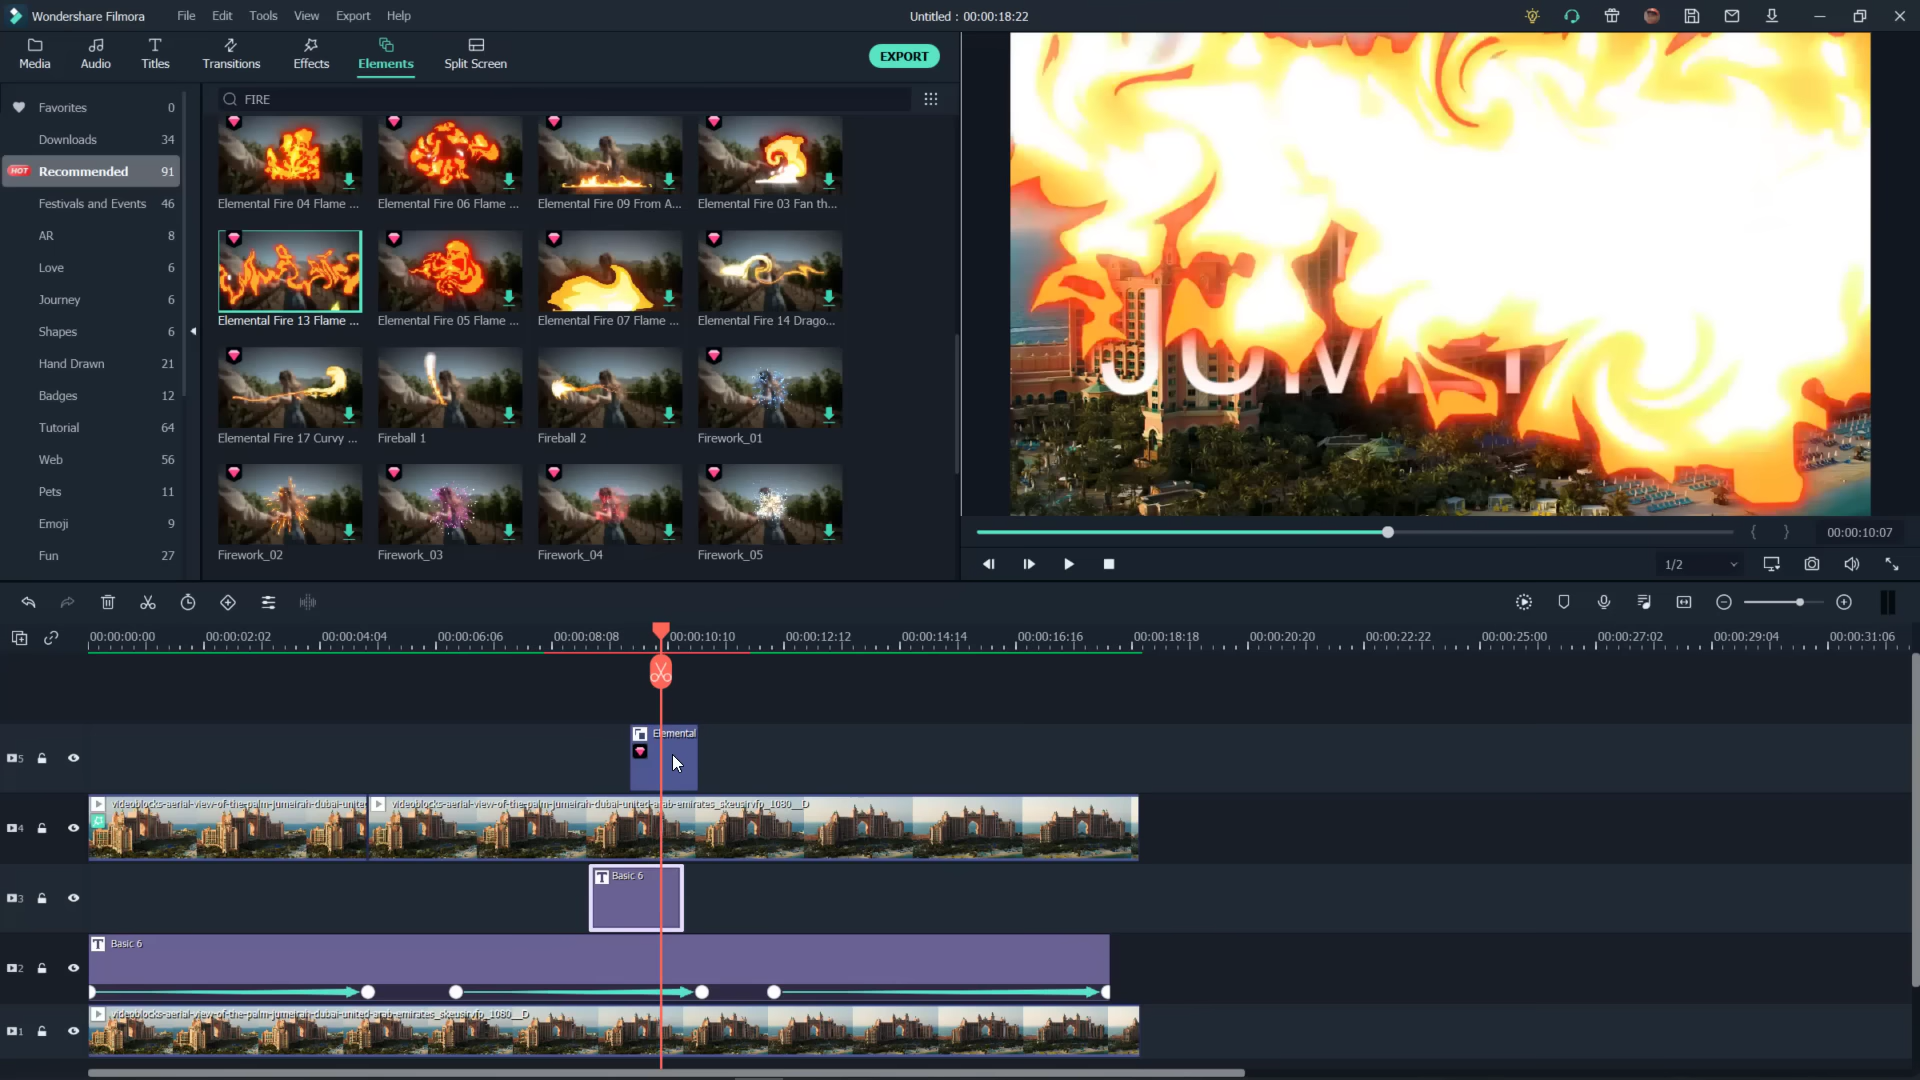 Wondershare Filmora
File Edit Tools View Export Help
Untitled : 00:00:18:22
Media Audio Titles Transitions Effects Elements Split Screen
EXPORT
FIRE
Favorites 0
Downloads 34
HOT Recommended 91
Festivals and Events 46
AR 8
Love 6
Journey 6
Shapes 6
Hand Drawn 21
Badges 12
Tutorial 64
Web 56
Pets 11
Emoji 9
Fun 27
Elemental Fire 04 Flame ... Elemental Fire 06 Flame ... Elemental Fire 09 From A... Elemental Fire 03 Fan th...
Elemental Fire 13 Flame ... Elemental Fire 05 Flame ... Elemental Fire 07 Flame ... Elemental Fire 14 Drago...
Elemental Fire 17 Curvy ... Fireball 1 Fireball 2 Firework_01
Firework_02 Firework_03 Firework_04 Firework_05
00:00:10:07
1/2
00:00:00:00 00:00:02:02 00:00:04:04 00:00:06:06 00:00:08:08 00:00:10:10 00:00:12:12 00:00:14:14 00:00:16:16 00:00:18:18 00:00:20:20 00:00:22:22 00:00:25:00 00:00:27:02 00:00:29:04 00:00:31:06
5
Elemental
4
videoblocks-aerial-view-of-the-palm-jumeirah-dubai-unite videoblocks-aerial-view-of-the-palm-jumeirah-dubai-united-arab-emirates_skeusirvfp_1080__D
3
Basic 6
2
Basic 6
1
videoblocks-aerial-view-of-the-palm-jumeirah-dubai-united-arab-emirates_skeusirvfp_1080__D